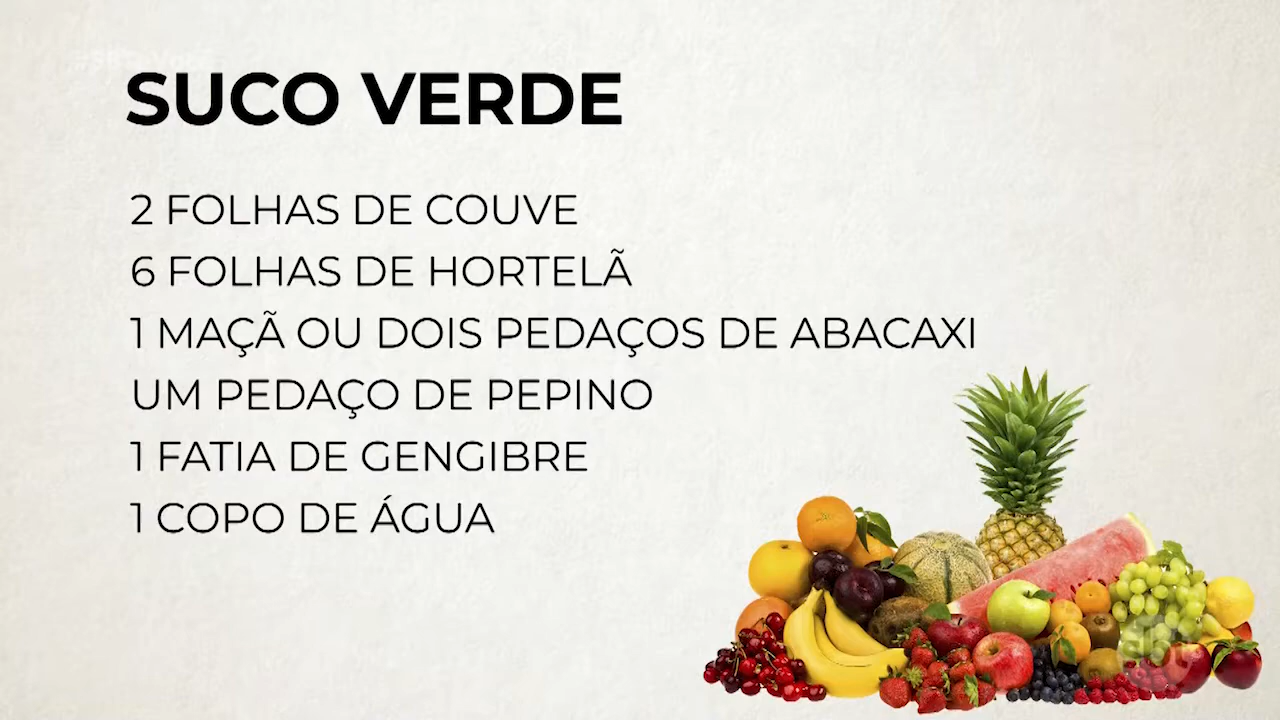 SUCO VERDE
2 FOLHAS DE COUVE
6 FOLHAS DE HORTELÃ
1 MAÇÃ OU DOIS PEDAÇOS DE ABACAXI
UM PEDAÇO DE PEPINO
1 FATIA DE GENGIBRE
1 COPO DE ÁGUA